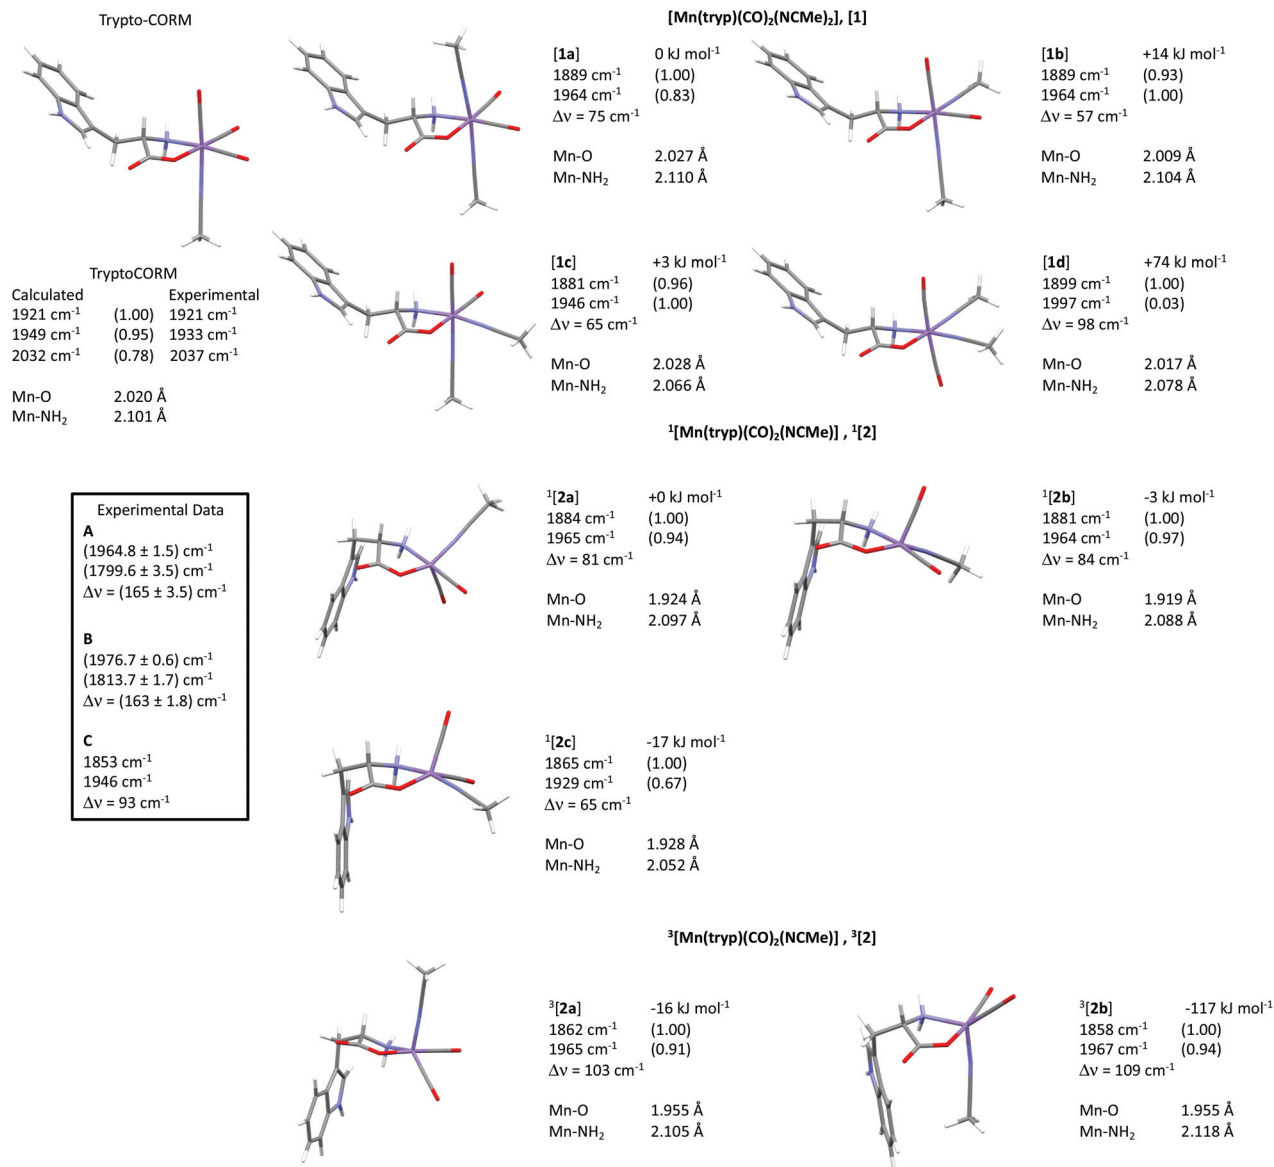 Trypto-CORM
[Mn(tryp)(CO)₂(NCMe)₂], [1]
[1a] 0 kJ mol⁻¹
1889 cm⁻¹ (1.00)
1964 cm⁻¹ (0.83)
Δν = 75 cm⁻¹
Mn-O 2.027 Å
Mn-NH₂ 2.110 Å
[1b] +14 kJ mol⁻¹
1889 cm⁻¹ (0.93)
1964 cm⁻¹ (1.00)
Δν = 57 cm⁻¹
Mn-O 2.009 Å
Mn-NH₂ 2.104 Å
TryptoCORM
Calculated Experimental
1921 cm⁻¹ (1.00) 1921 cm⁻¹
1949 cm⁻¹ (0.95) 1933 cm⁻¹
2032 cm⁻¹ (0.78) 2037 cm⁻¹
Mn-O 2.020 Å
Mn-NH₂ 2.101 Å
[1c] +3 kJ mol⁻¹
1881 cm⁻¹ (0.96)
1946 cm⁻¹ (1.00)
Δν = 65 cm⁻¹
Mn-O 2.028 Å
Mn-NH₂ 2.066 Å
[1d] +74 kJ mol⁻¹
1899 cm⁻¹ (1.00)
1997 cm⁻¹ (0.03)
Δν = 98 cm⁻¹
Mn-O 2.017 Å
Mn-NH₂ 2.078 Å
¹[Mn(tryp)(CO)₂(NCMe)] , ¹[2]
Experimental Data
A
(1964.8 ± 1.5) cm⁻¹
(1799.6 ± 3.5) cm⁻¹
Δν = (165 ± 3.5) cm⁻¹
B
(1976.7 ± 0.6) cm⁻¹
(1813.7 ± 1.7) cm⁻¹
Δν = (163 ± 1.8) cm⁻¹
C
1853 cm⁻¹
1946 cm⁻¹
Δν = 93 cm⁻¹
¹[2a] +0 kJ mol⁻¹
1884 cm⁻¹ (1.00)
1965 cm⁻¹ (0.94)
Δν = 81 cm⁻¹
Mn-O 1.924 Å
Mn-NH₂ 2.097 Å
¹[2b] -3 kJ mol⁻¹
1881 cm⁻¹ (1.00)
1964 cm⁻¹ (0.97)
Δν = 84 cm⁻¹
Mn-O 1.919 Å
Mn-NH₂ 2.088 Å
¹[2c] -17 kJ mol⁻¹
1865 cm⁻¹ (1.00)
1929 cm⁻¹ (0.67)
Δν = 65 cm⁻¹
Mn-O 1.928 Å
Mn-NH₂ 2.052 Å
³[Mn(tryp)(CO)₂(NCMe)] , ³[2]
³[2a] -16 kJ mol⁻¹
1862 cm⁻¹ (1.00)
1965 cm⁻¹ (0.91)
Δν = 103 cm⁻¹
Mn-O 1.955 Å
Mn-NH₂ 2.105 Å
³[2b] -117 kJ mol⁻¹
1858 cm⁻¹ (1.00)
1967 cm⁻¹ (0.94)
Δν = 109 cm⁻¹
Mn-O 1.955 Å
Mn-NH₂ 2.118 Å